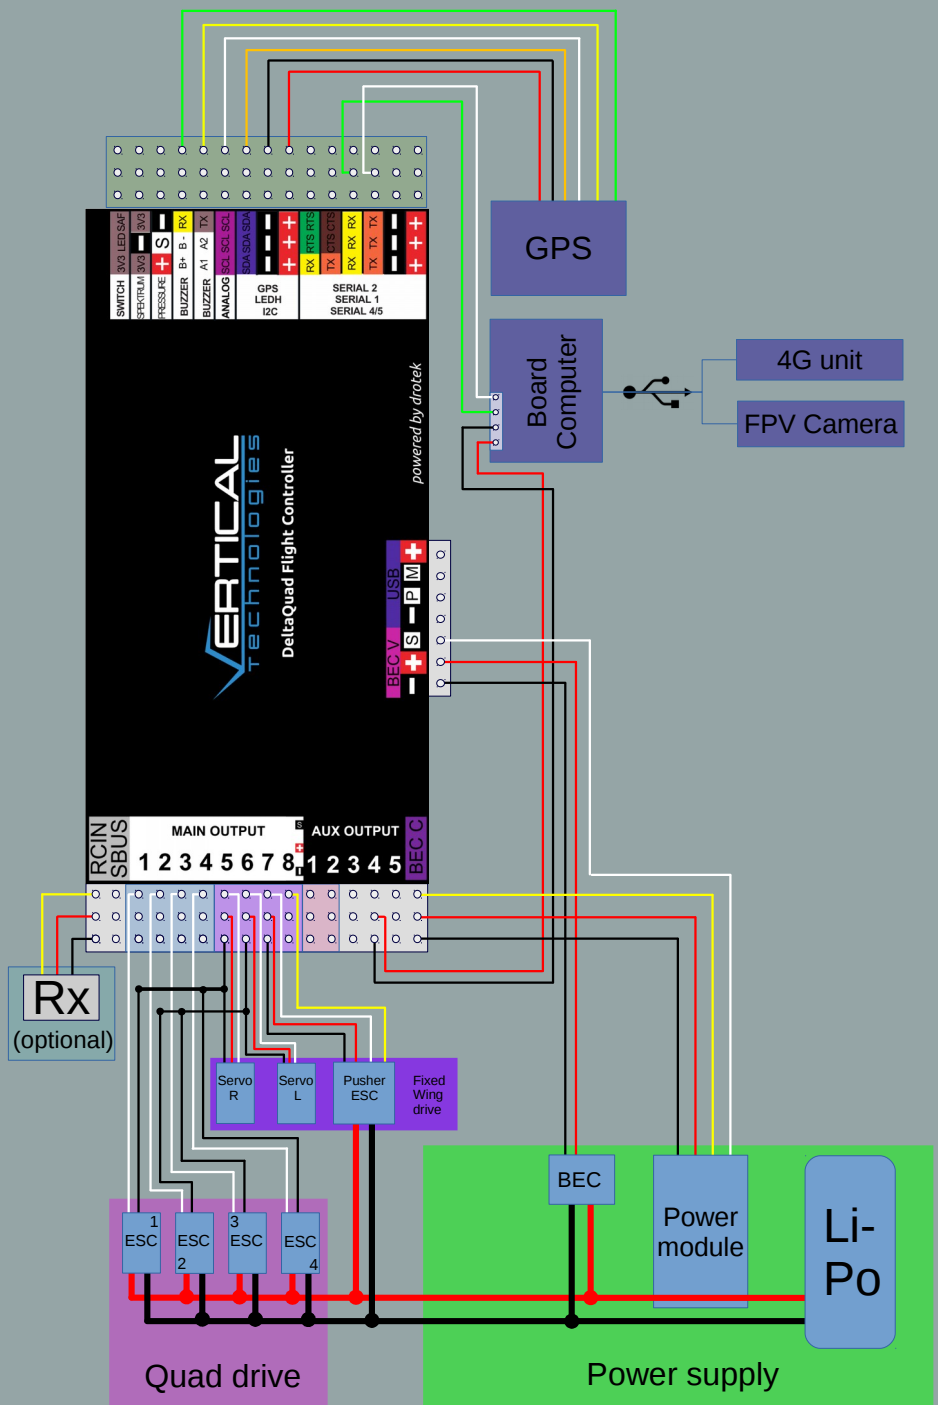 GPS
Board
Computer
4G unit
FPV Camera
SWITCH 3V3 LED SAF
SPEKTRUM 3V3 - 3V3
PRESSURE + S -
BUZZER B+ B- RX
BUZZER A1 A2 TX
ANALOG SCL SCL SCL
SDA SDA SDA
- - -
+ + +
GPS
LEDH
I2C
RX RTS RTS
TX CTS CTS
RX RX RX
TX TX TX
- - -
+ + +
SERIAL 2
SERIAL 1
SERIAL 4/5
powered by drotek
VERTICAL
Technologies
DeltaQuad Flight Controller
USB
+ M P -
BEC V
S + -
RCIN
SBUS
MAIN OUTPUT
1 2 3 4 5 6 7 8
S
+
AUX OUTPUT
1 2 3 4 5
BEC C
Rx
(optional)
Servo
R
Servo
L
Pusher
ESC
Fixed
Wing
drive
1
ESC
ESC
2
3
ESC
ESC
4
Quad drive
BEC
Power
module
Li-
Po
Power supply